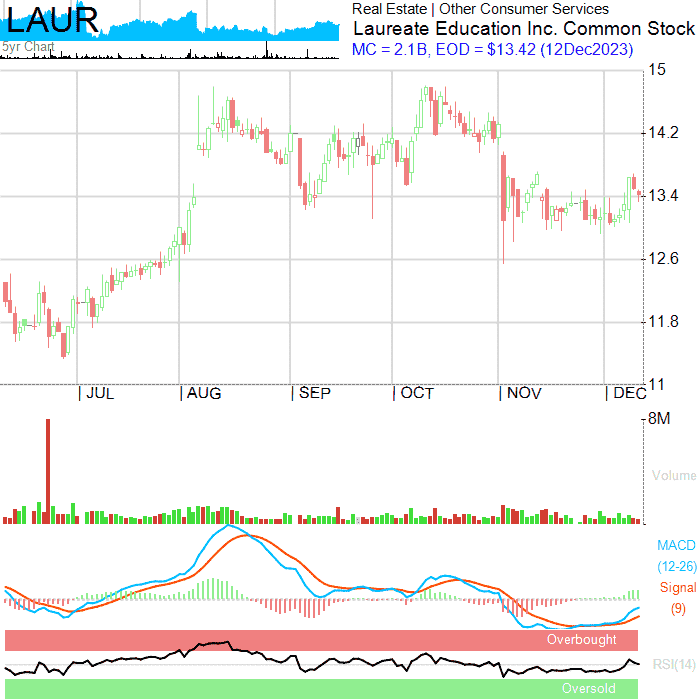 LAUR
5yr Chart
Real Estate | Other Consumer Services
Laureate Education Inc. Common Stock
MC = 2.1B, EOD = $13.42 (12Dec2023)
15
14.2
13.4
12.6
11.8
11
| JUL
| AUG
| SEP
| OCT
| NOV
| DEC
8M
Volume
MACD
(12-26)
Signal
(9)
Overbought
RSI(14)
Oversold